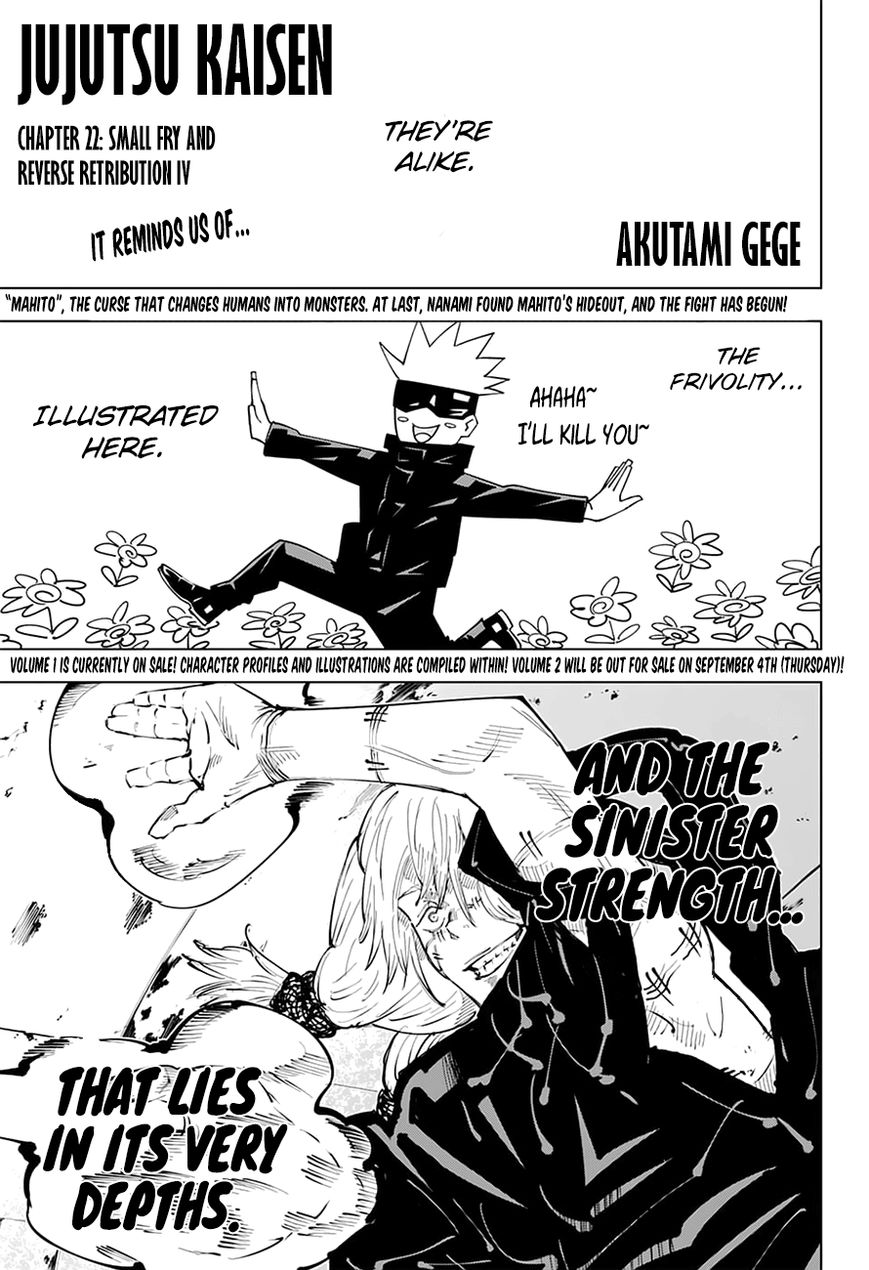 JUJUTSU KAISEN
CHAPTER 22: SMALL FRY AND
REVERSE RETRIBUTION IV
THEY'RE
ALIKE.
IT REMINDS US OF...
AKUTAMI GEGE
"MAHITO", THE CURSE THAT CHANGES HUMANS INTO MONSTERS. AT LAST, NANAMI FOUND MAHITO'S HIDEOUT, AND THE FIGHT HAS BEGUN!
THE
FRIVOLITY...
AHAHA~
I'LL KILL YOU~
ILLUSTRATED
HERE.
VOLUME 1 IS CURRENTLY ON SALE! CHARACTER PROFILES AND ILLUSTRATIONS ARE COMPILED WITHIN! VOLUME 2 WILL BE OUT FOR SALE ON SEPTEMBER 4TH (THURSDAY)!
AND THE
SINISTER
STRENGTH...
THAT LIES
IN ITS VERY
DEPTHS.